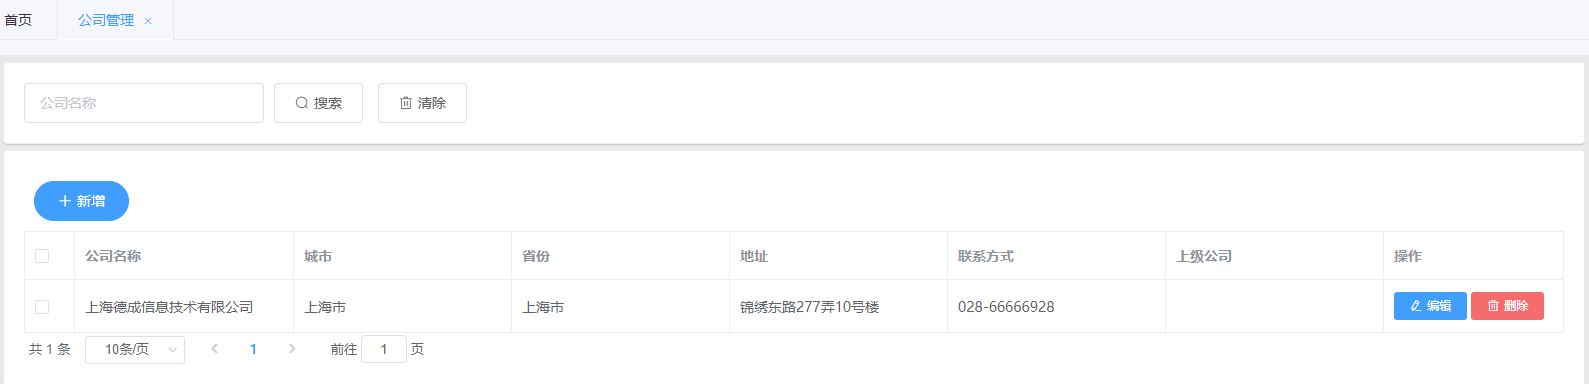 首页 公司管理 ×
公司名称 搜索 清除
+ 新增
公司名称 城市 省份 地址 联系方式 上级公司 操作
上海德成信息技术有限公司 上海市 上海市 锦绣东路277弄10号楼 028-66666928 编辑 删除
共 1 条 10条/页 < 1 > 前往 1 页